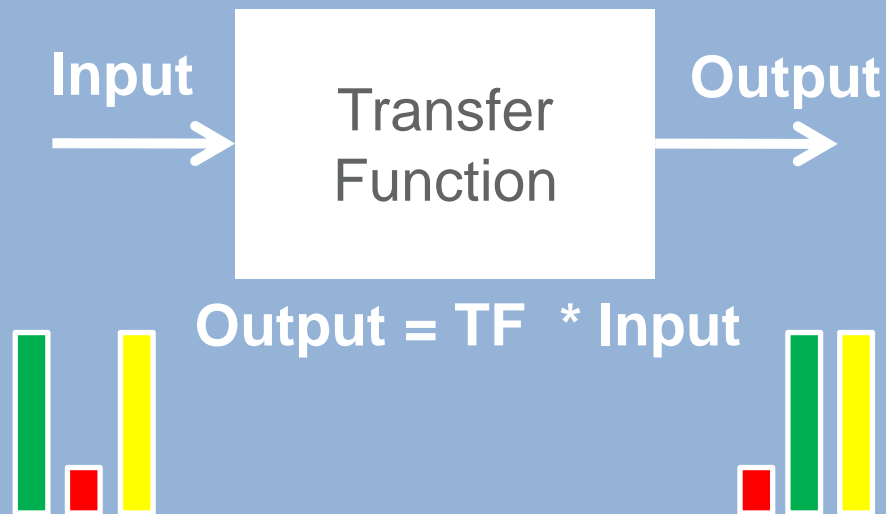 Input
Transfer
Function
Output
Output = TF * Input